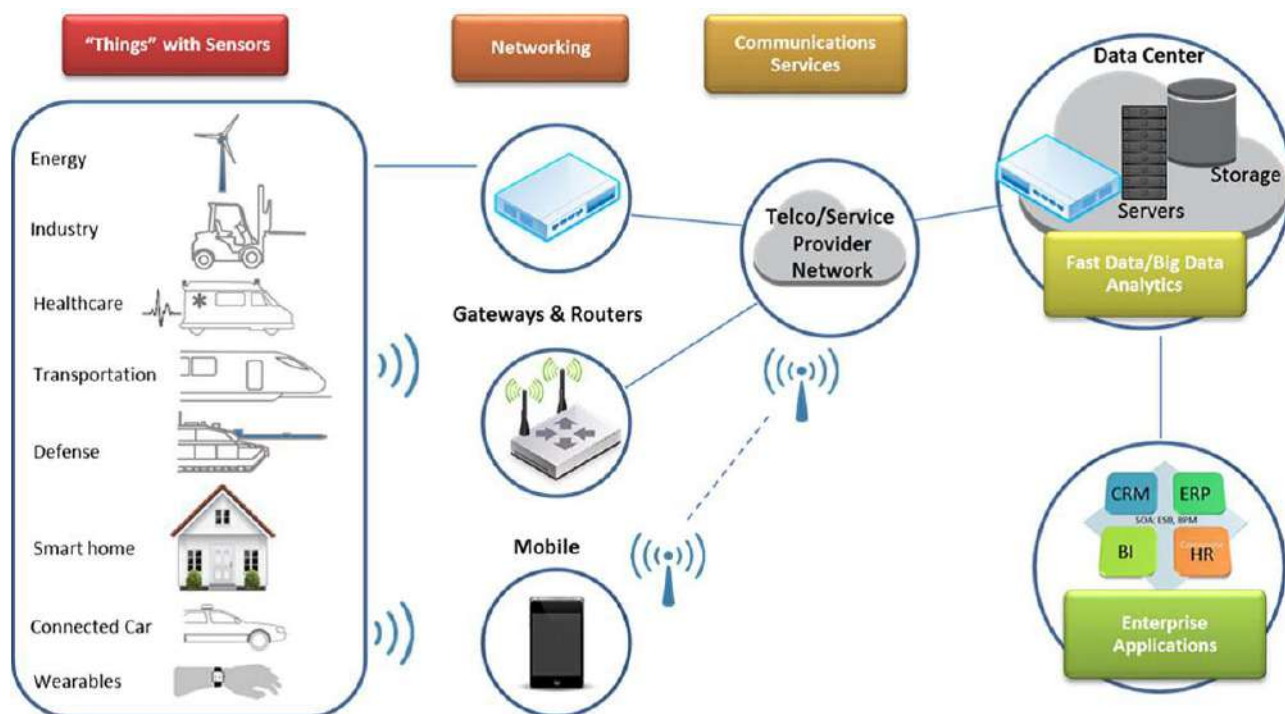 “Things” with Sensors
Networking
Communications
Services
Energy
Industry
Healthcare
Transportation
Defense
Smart home
Connected Car
Wearables
Gateways & Routers
Mobile
Telco/Service
Provider
Network
Data Center
Storage
Servers
Fast Data/Big Data
Analytics
CRM
ERP
SOA, ESB, BPM
BI
HR
Enterprise
Applications